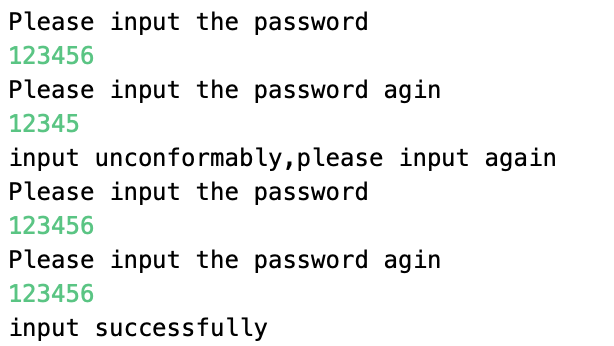 Please input the password
123456
Please input the password agin
12345
input unconformably,please input again
Please input the password
123456
Please input the password agin
123456
input successfully